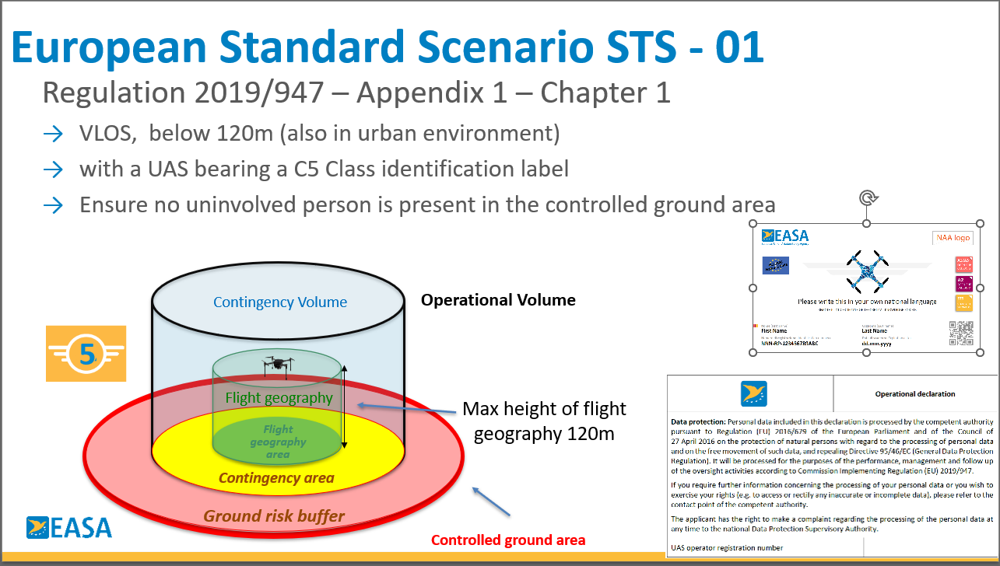 European Standard Scenario STS - 01
Regulation 2019/947 – Appendix 1 – Chapter 1
→ VLOS, below 120m (also in urban environment)
→ with a UAS bearing a C5 Class identification label
→ Ensure no uninvolved person is present in the controlled ground area
Contingency Volume
Operational Volume
5
Flight geography
Max height of flight
geography 120m
Flight
geography
area
Contingency area
Ground risk buffer
Controlled ground area
EASA
EASA
NAA logo
A1/A3
A2
STS
Please write this in your own national language
First Name
Last Name
NNN-RP-123456789ABC
dd.mm.yyyy
Operational declaration
Data protection: Personal data included in this declaration is processed by the competent authority
pursuant to Regulation (EU) 2016/679 of the European Parliament and of the Council of
27 April 2016 on the protection of natural persons with regard to the processing of personal data
and on the free movement of such data, and repealing Directive 95/46/EC (General Data Protection
Regulation). It will be processed for the purposes of the performance, management and follow up
of the oversight activities according to Commission Implementing Regulation (EU) 2019/947.
If you require further information concerning the processing of your personal data or you wish to
exercise your rights (e.g. to access or rectify any inaccurate or incomplete data), please refer to the
contact point of the competent authority.
The applicant has the right to make a complaint regarding the processing of the personal data at
any time to the national Data Protection Supervisory Authority.
UAS operator registration number